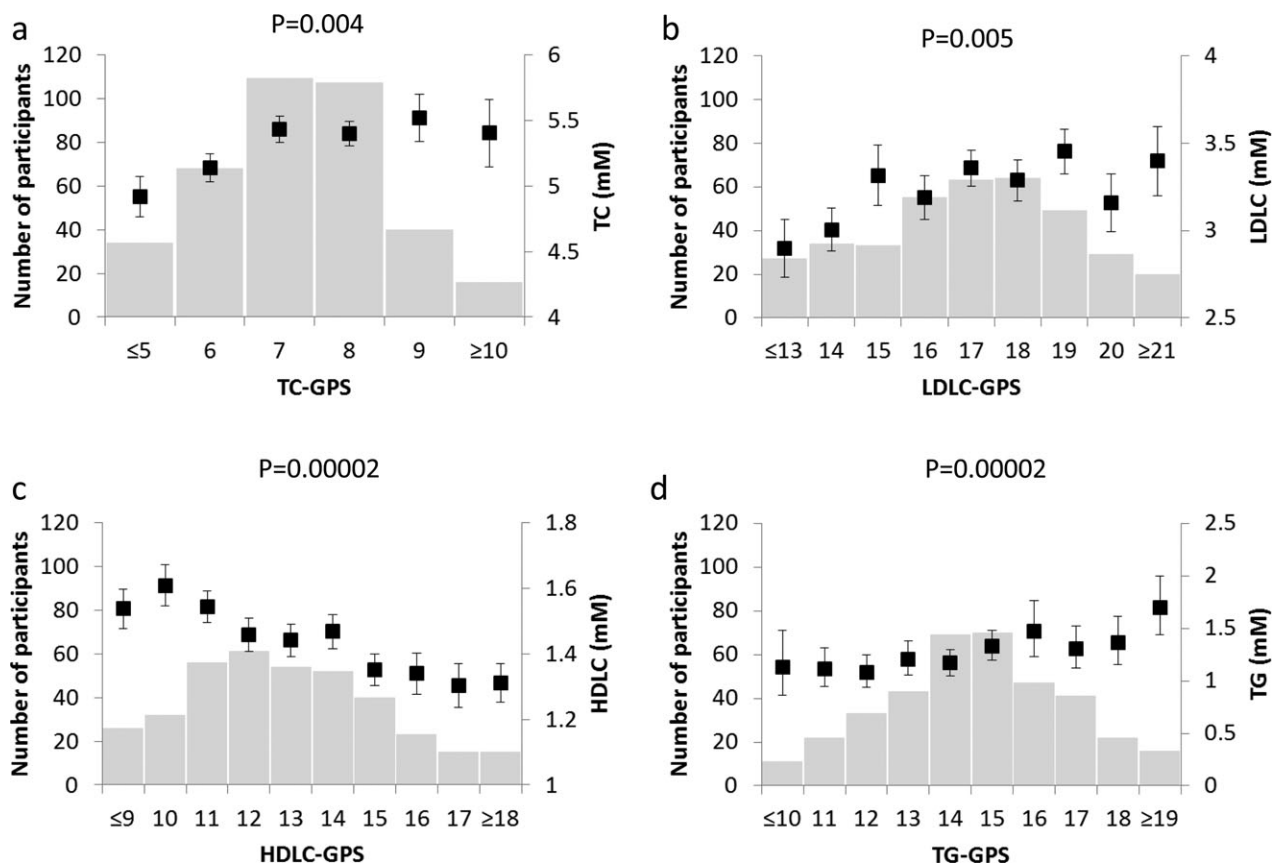 a
P=0.004
Number of participants
120
100
80
60
40
20
0
6
5.5
5
4.5
4
TC (mM)
≤5 6 7 8 9 ≥10
TC-GPS
b
P=0.005
Number of participants
120
100
80
60
40
20
0
4
3.5
3
2.5
LDLC (mM)
≤13 14 15 16 17 18 19 20 ≥21
LDLC-GPS
c
P=0.00002
Number of participants
120
100
80
60
40
20
0
1.8
1.6
1.4
1.2
1
HDLC (mM)
≤9 10 11 12 13 14 15 16 17 ≥18
HDLC-GPS
d
P=0.00002
Number of participants
120
100
80
60
40
20
0
2.5
2
1.5
1
0.5
0
TG (mM)
≤10 11 12 13 14 15 16 17 18 ≥19
TG-GPS